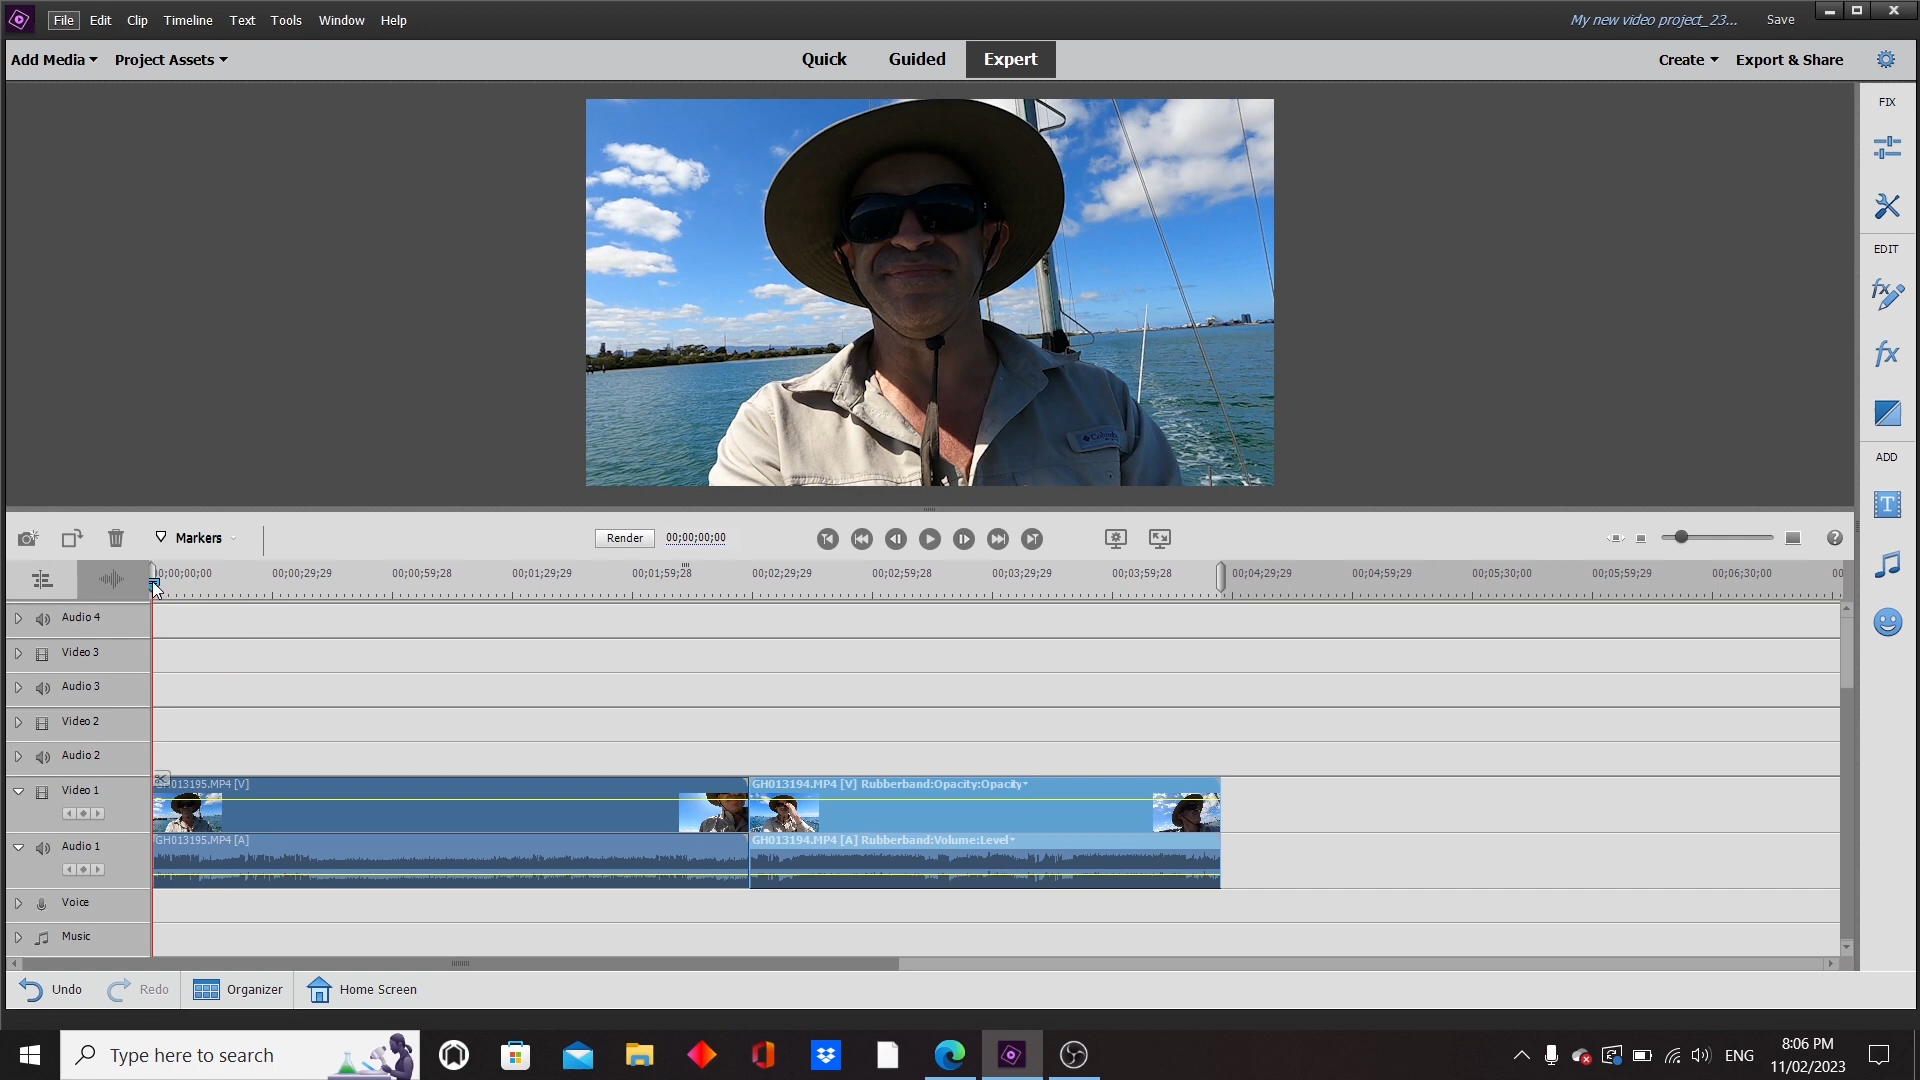 File Edit Clip Timeline Text Tools Window Help My new video project_23... Save
Add Media Project Assets Quick Guided Expert Create Export & Share
FIX
EDIT
fx
fx
ADD
T
Columbia
Markers Render 00;00;00;00
00;00;29;29 00;00;59;28 00;01;29;29 00;01;59;28 00;02;29;29 00;02;59;28 00;03;29;29 00;03;59;28 00;04;29;29 00;04;59;28 00;05;30;00 00;05;59;29 00;06;30;00
Audio 4
Video 3
Audio 3
Video 2
Audio 2
Video 1 GH013195.MP4 [V] GH013194.MP4 [V] Rubberband:Opacity:Opacity
Audio 1 GH013195.MP4 [A] GH013194.MP4 [A] Rubberband:Volume:Level
Voice
Music
Undo Redo Organizer Home Screen
Type here to search ENG 8:06 PM
11/02/2023